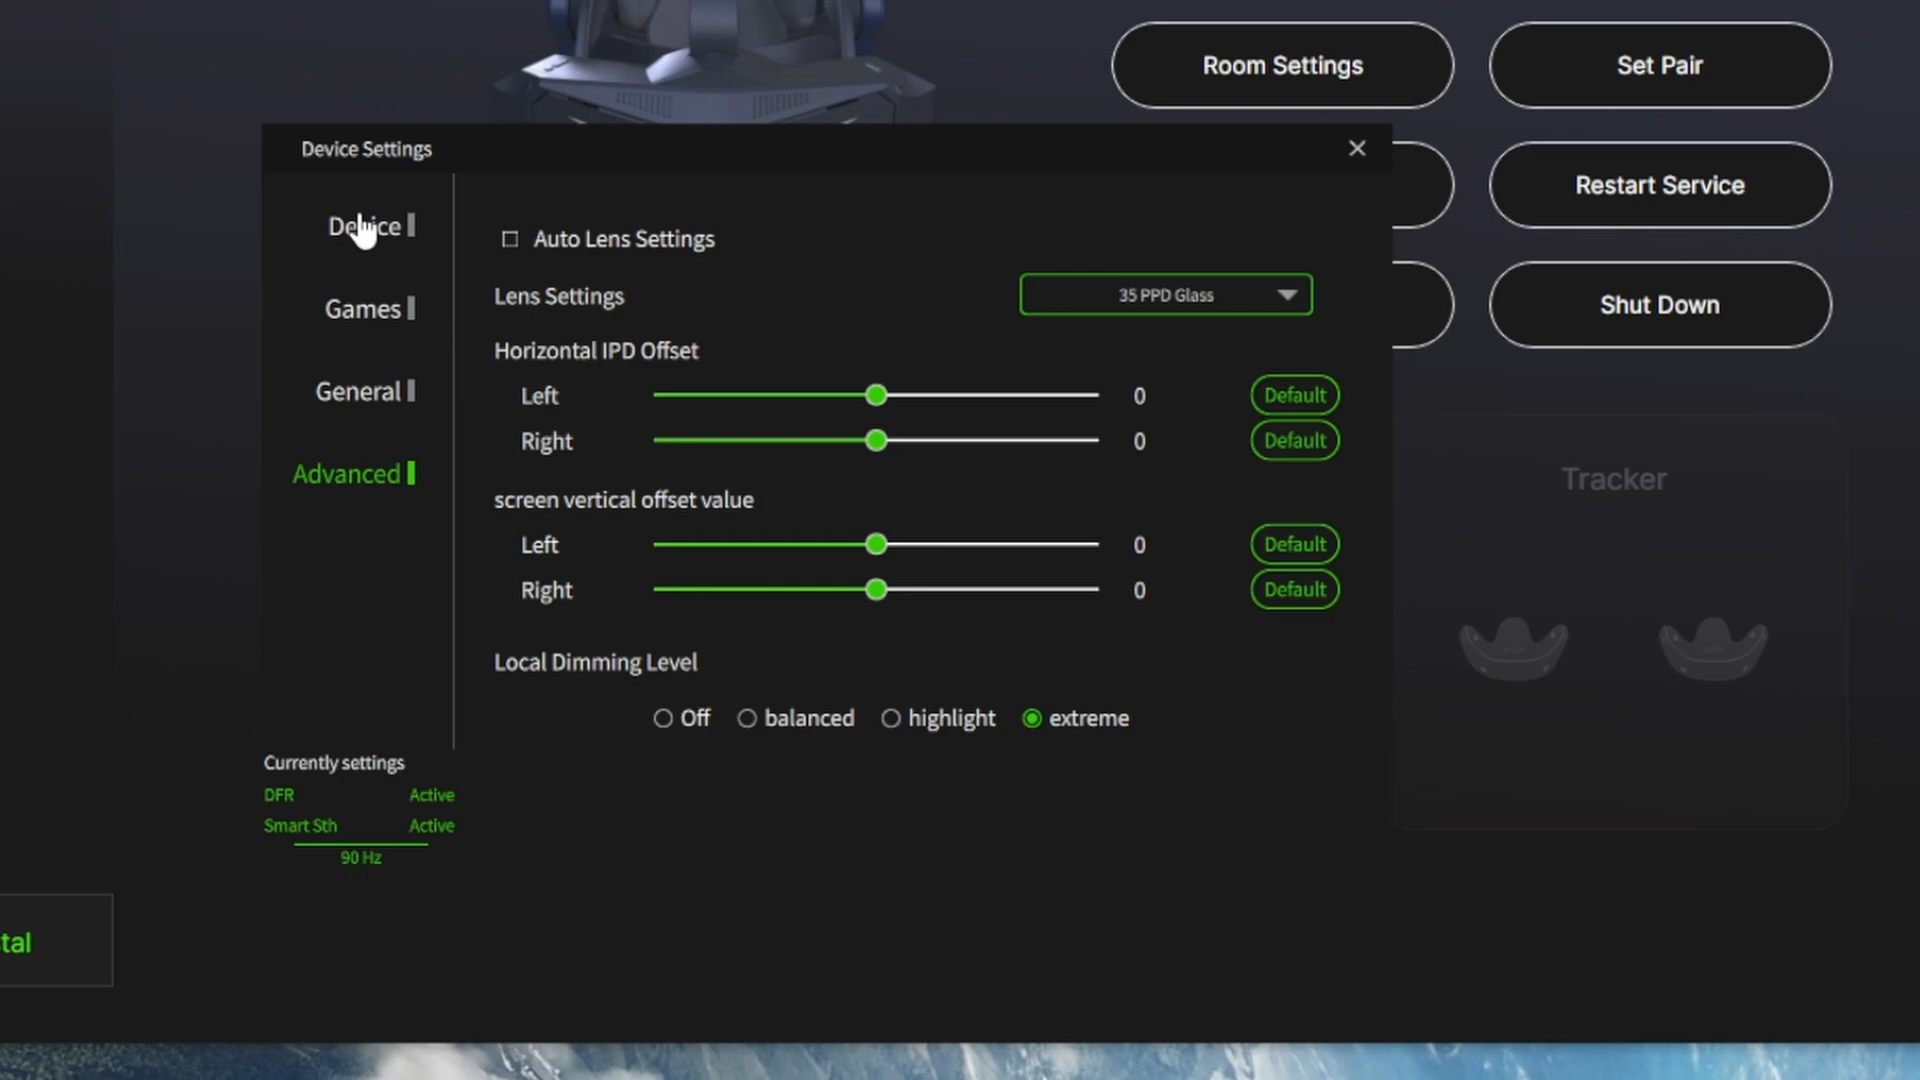 Room Settings
Set Pair
Device Settings
Restart Service
Device
Games
General
Advanced
Auto Lens Settings
Lens Settings
35 PPD Glass
Horizontal IPD Offset
Left
0
Default
Right
0
Default
screen vertical offset value
Left
0
Default
Right
0
Default
Local Dimming Level
Off
balanced
highlight
extreme
Shut Down
Tracker
Currently settings
DFR
Active
Smart Sth
Active
90 Hz
tal